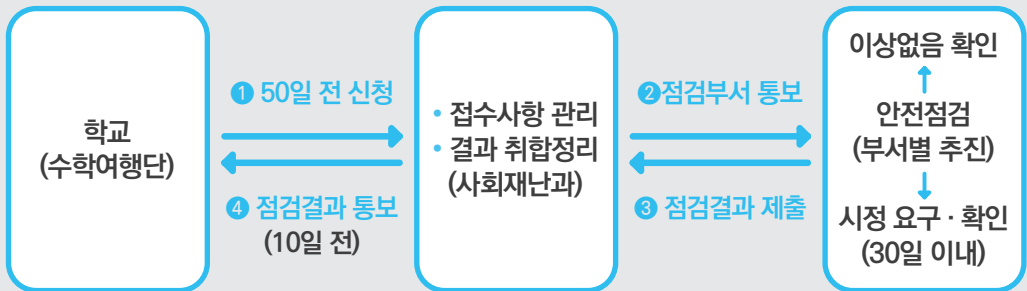 학교
(수학여행단)
❶ 50일 전 신청
❹ 점검결과 통보
(10일 전)
• 접수사항 관리
• 결과 취합정리
(사회재난과)
❷점검부서 통보
❸ 점검결과 제출
이상없음 확인
안전점검
(부서별 추진)
시정 요구 · 확인
(30일 이내)